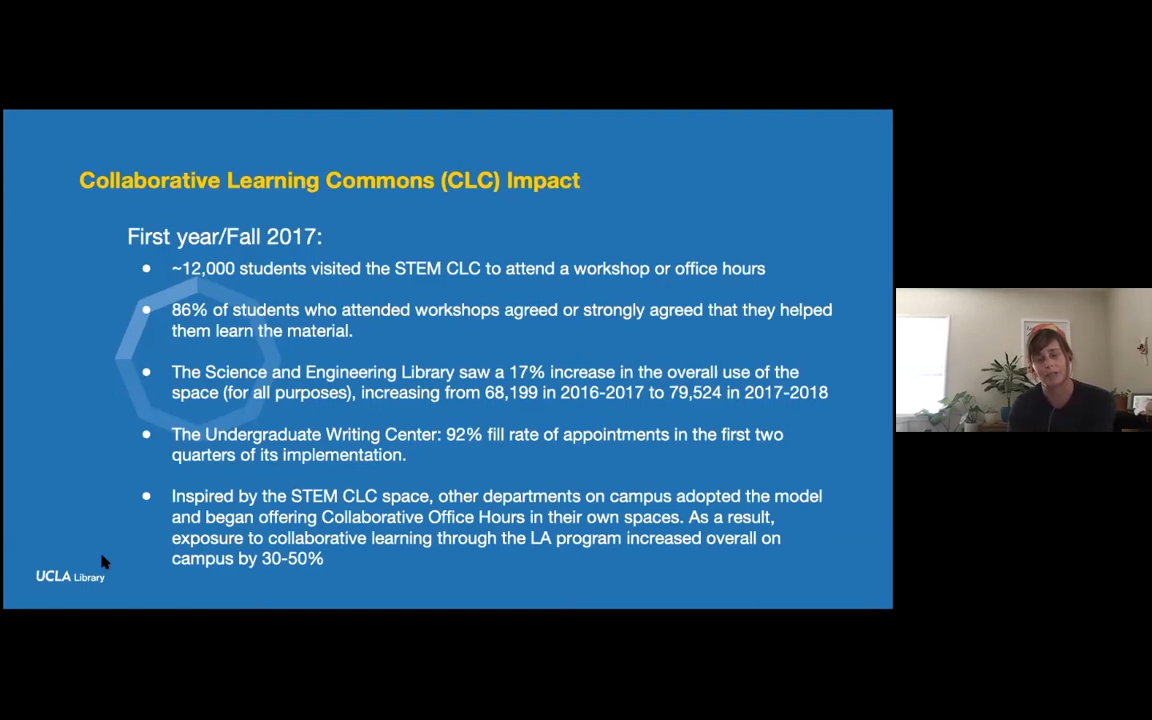 Collaborative Learning Commons (CLC) Impact
First year/Fall 2017:
● ~12,000 students visited the STEM CLC to attend a workshop or office hours
● 86% of students who attended workshops agreed or strongly agreed that they helped
them learn the material.
● The Science and Engineering Library saw a 17% increase in the overall use of the
space (for all purposes), increasing from 68,199 in 2016-2017 to 79,524 in 2017-2018
● The Undergraduate Writing Center: 92% fill rate of appointments in the first two
quarters of its implementation.
● Inspired by the STEM CLC space, other departments on campus adopted the model
and began offering Collaborative Office Hours in their own spaces. As a result,
exposure to collaborative learning through the LA program increased overall on
campus by 30-50%
UCLA Library